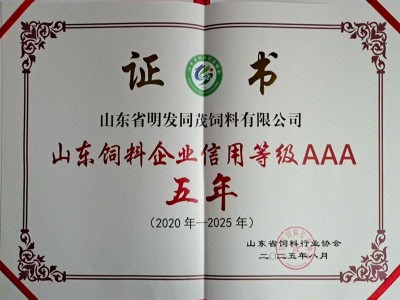 证书
山东省明发同茂饲料有限公司
山东饲料企业信用等级AAA
五年
(2020年—2025年)
山东省饲料行业协会
二〇二五年八月